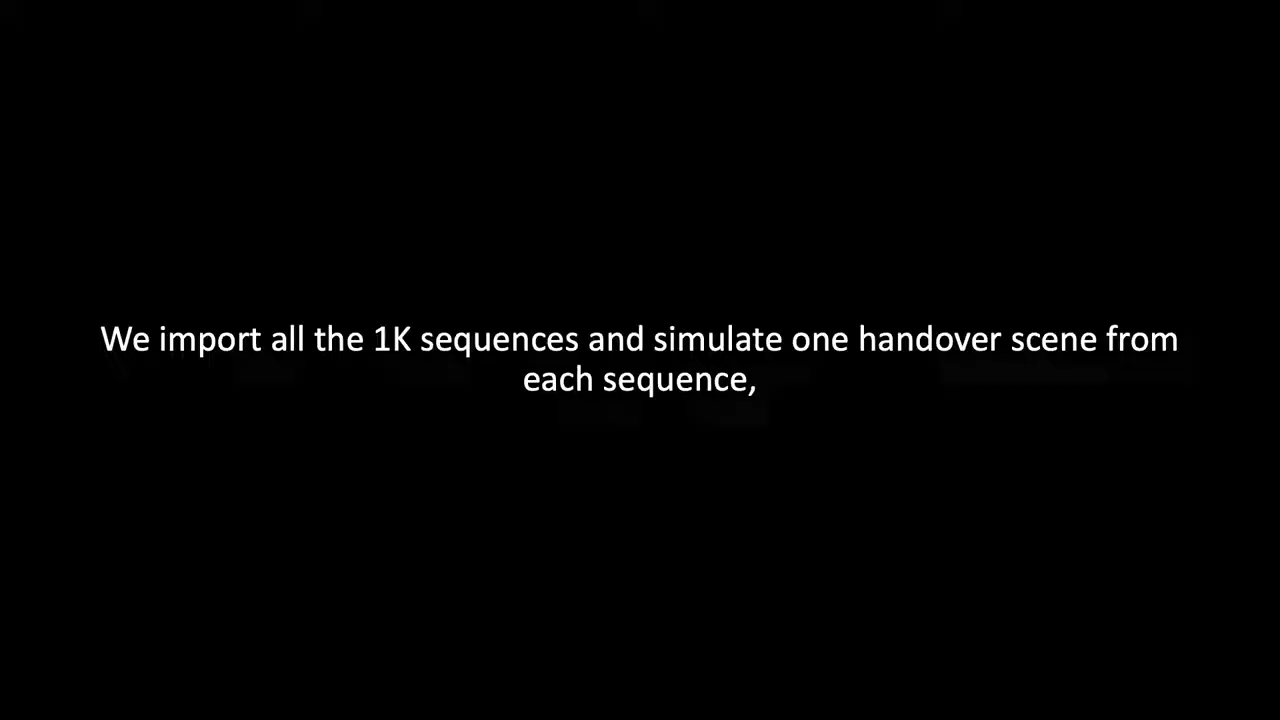 We import all the 1K sequences and simulate one handover scene from
each sequence,